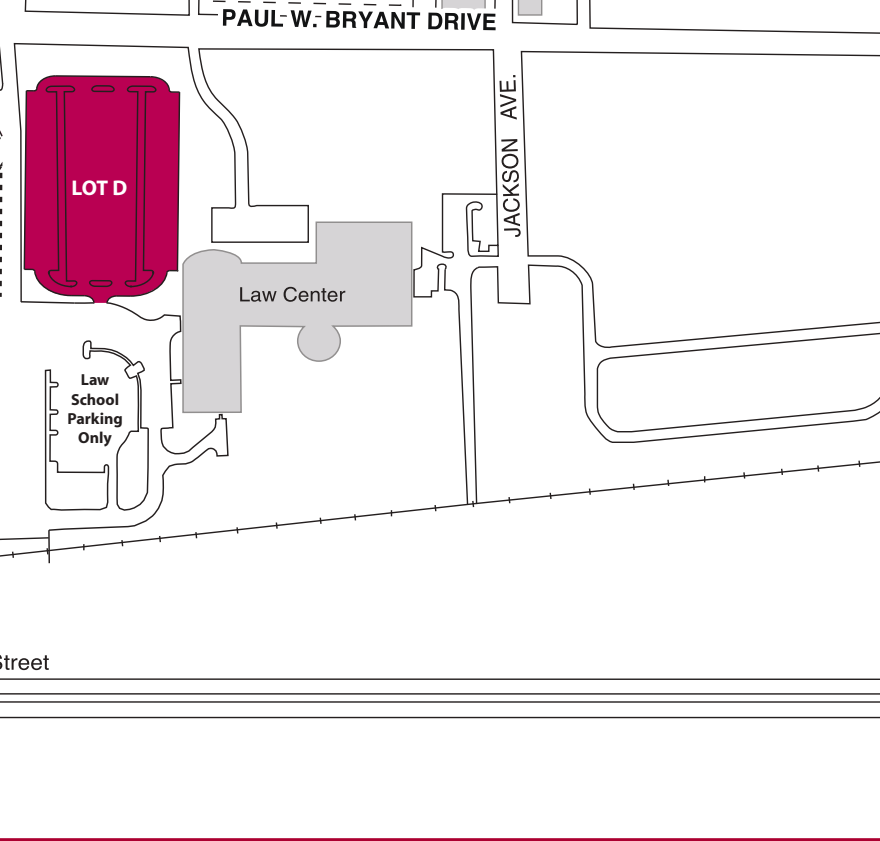 PAUL W. BRYANT DRIVE
JACKSON AVE.
LOT D
Law Center
Law
School
Parking
Only
Street